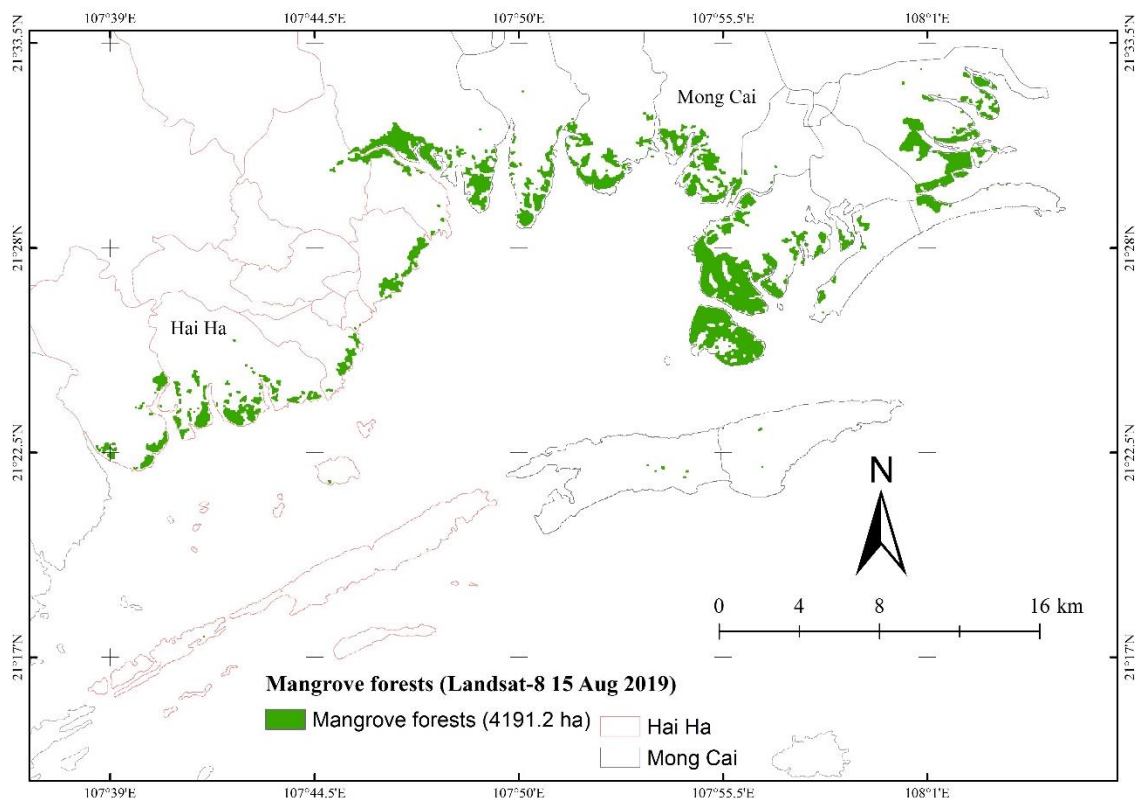 107°39'E 107°44.5'E 107°50'E 107°55.5'E 108°1'E
21°33.5'N 21°33.5'N
Mong Cai
21°28'N 21°28'N
Hai Ha
21°22.5'N 21°22.5'N
N
0 4 8 16 km
21°17'N 21°17'N
Mangrove forests (Landsat-8 15 Aug 2019)
Mangrove forests (4191.2 ha) Hai Ha
Mong Cai
107°39'E 107°44.5'E 107°50'E 107°55.5'E 108°1'E